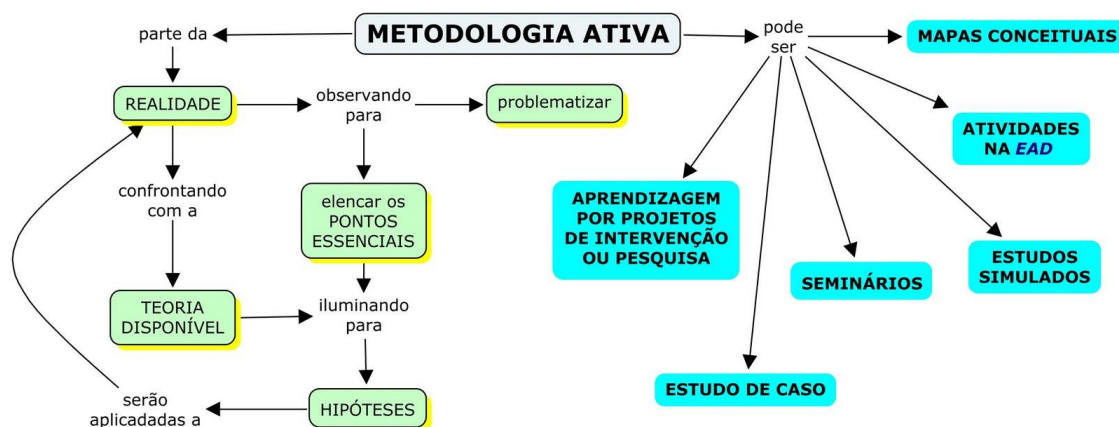 METODOLOGIA ATIVA
parte da
REALIDADE
observando
para
problematizar
confrontando
com a
elencar os
PONTOS
ESSENCIAIS
TEORIA
DISPONÍVEL
iluminando
para
HIPÓTESES
serão
aplicadadas a
pode
ser
MAPAS CONCEITUAIS
ATIVIDADES
NA EAD
ESTUDOS
SIMULADOS
SEMINÁRIOS
APRENDIZAGEM
POR PROJETOS
DE INTERVENÇÃO
OU PESQUISA
ESTUDO DE CASO